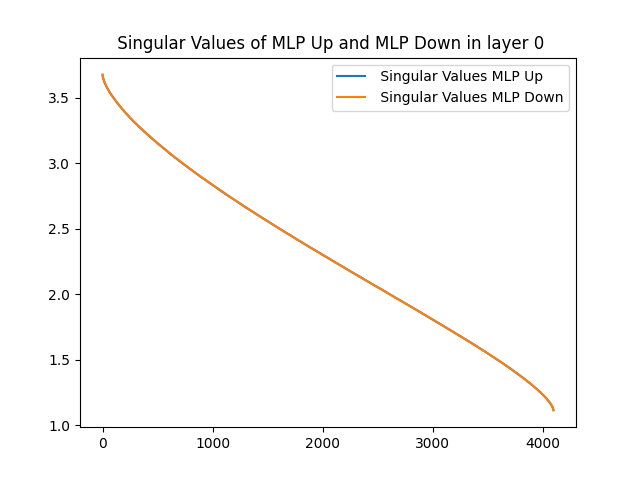 Singular Values of MLP Up and MLP Down in layer 0
Singular Values MLP Up
Singular Values MLP Down
3.5
3.0
2.5
2.0
1.5
1.0
0 1000 2000 3000 4000